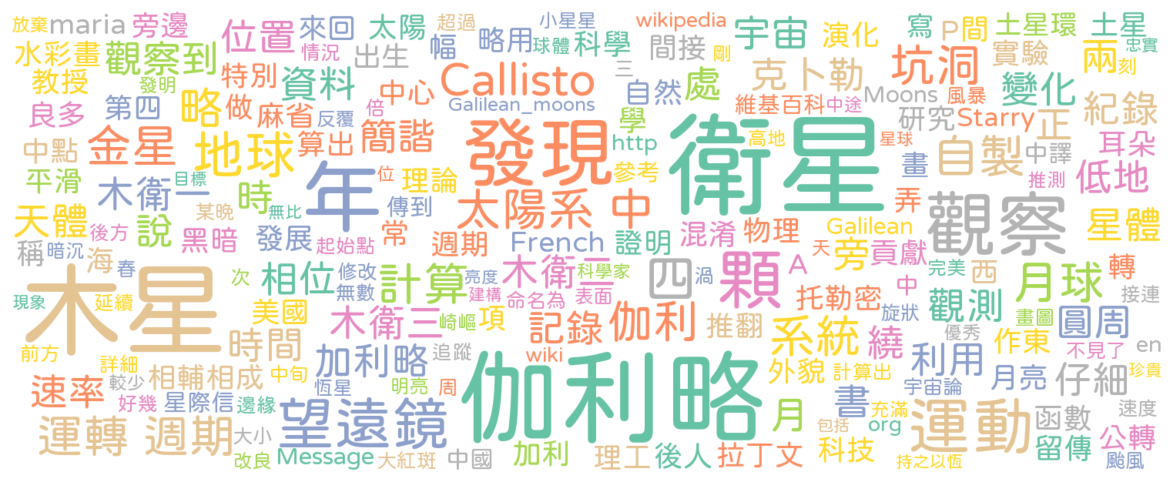 放棄 maria 旁邊 位置 來回 太陽 超過 小星星 wikipedia 宇宙 演化 寫 P間 土星環 土星
水彩畫 觀察到 情況 出生 幅 略用 球體 科學 間接 實驗 兩 刻 忠實
教授 發明 特別 資料 中心 Callisto 自然 處 克卜勒 坑洞 變化
良多 第四 略 做 反覆 麻省 倍 Galilean_moons 三 剛 維基百科 中途 Moons 風暴 紀錄
中點 金星 地球 算出 簡諧 發現 學 http 衛星 高地 研究 Starry 正 耳朵
平滑 木衛一 目標 年 位 理論 參考 星球 畫 自製 中譯 推測 低地
天體 某晚 無比 時 傳到 太陽系 中 Galilean 弄 觀察 星體
後方 暗沉 說 黑暗 發展 起始點 常 週期 French 證明 混淆 物理 天 旁 貢獻 完美 西 轉
稱 海 春 次 相位 修改 亮度 木衛二 科學家 四 渦 顆 A 中 月球 接連
現象 木星 延續 無數 計算 建構 命名為 表面 托勒密 旋狀 觀測 畫圖 圓周
美國 木衛三 崎嶇 項 記錄 伽利 推翻 系統 繞 優秀 作東 不見了 en
前方 詳細 時間 加利略 追蹤 wiki 外貌 計算出 利用 月亮 仔細 珍貴
速率 較少 相輔相成 中旬 恆星 明亮 周 伽利略 宇宙論
好幾 星際信 邊緣 望遠鏡 月 書 充滿 運動 函數 速度
運轉 週期 大小 包括 org 留傳 公轉
改良 Message 大紅斑 中國 加利 理工 後人 拉丁文 科技 持之以恆 颱風